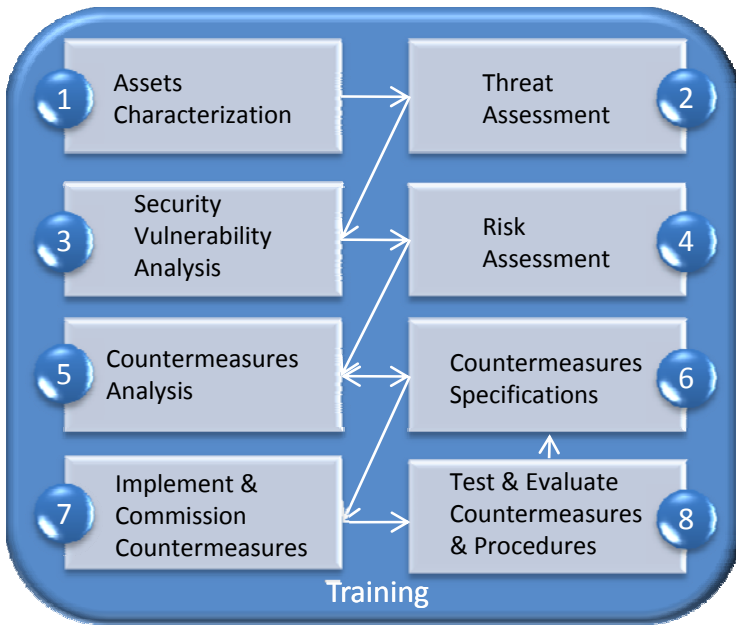 1
Assets
Characterization
Threat
Assessment
2
3
Security
Vulnerability
Analysis
Risk
Assessment
4
5
Countermeasures
Analysis
Countermeasures
Specifications
6
7
Implement &
Commission
Countermeasures
Test & Evaluate
Countermeasures
& Procedures
8
Training